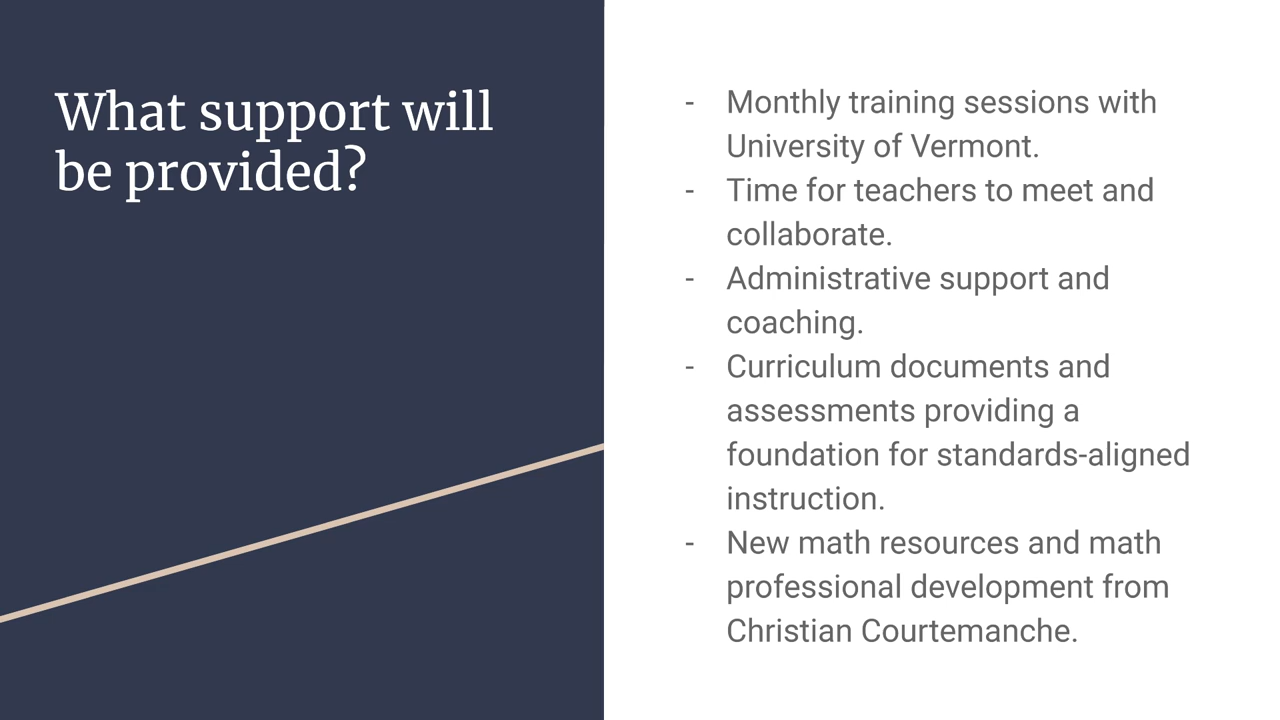 What support will
be provided?
- Monthly training sessions with
University of Vermont.
- Time for teachers to meet and
collaborate.
- Administrative support and
coaching.
- Curriculum documents and
assessments providing a
foundation for standards-aligned
instruction.
- New math resources and math
professional development from
Christian Courtemanche.